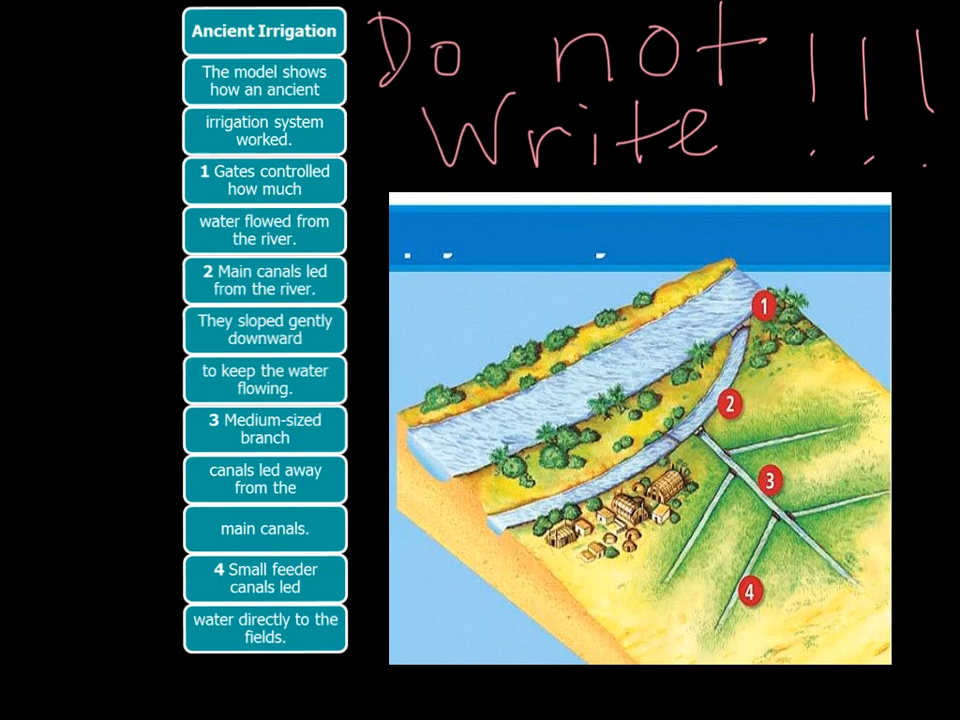 Ancient Irrigation
The model shows
how an ancient
irrigation system
worked.
1 Gates controlled
how much
water flowed from
the river.
2 Main canals led
from the river.
They sloped gently
downward
to keep the water
flowing.
3 Medium-sized
branch
canals led away
from the
main canals.
4 Small feeder
canals led
water directly to the
fields.
Do not !!!
Write
1
2
3
4